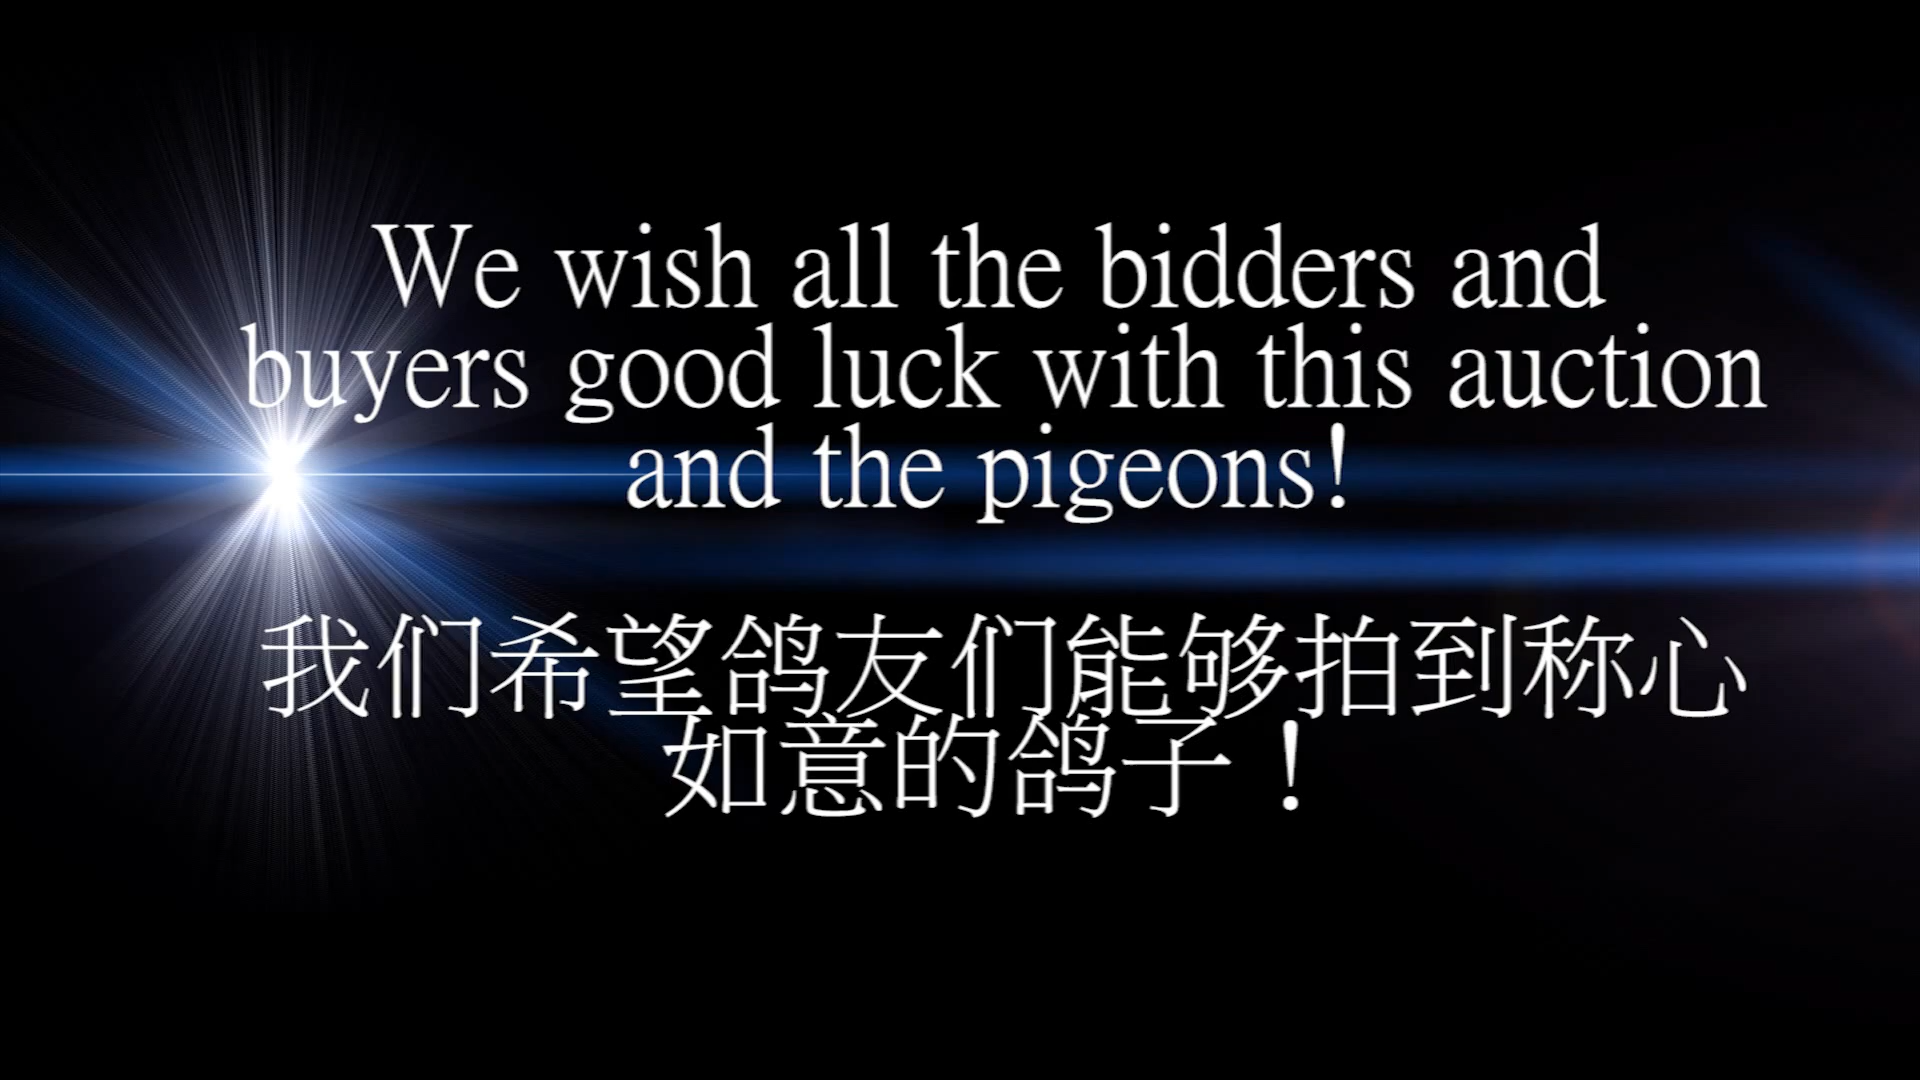 We wish all the bidders and
buyers good luck with this auction
and the pigeons!
我们希望鸽友们能够拍到称心
如意的鸽子！